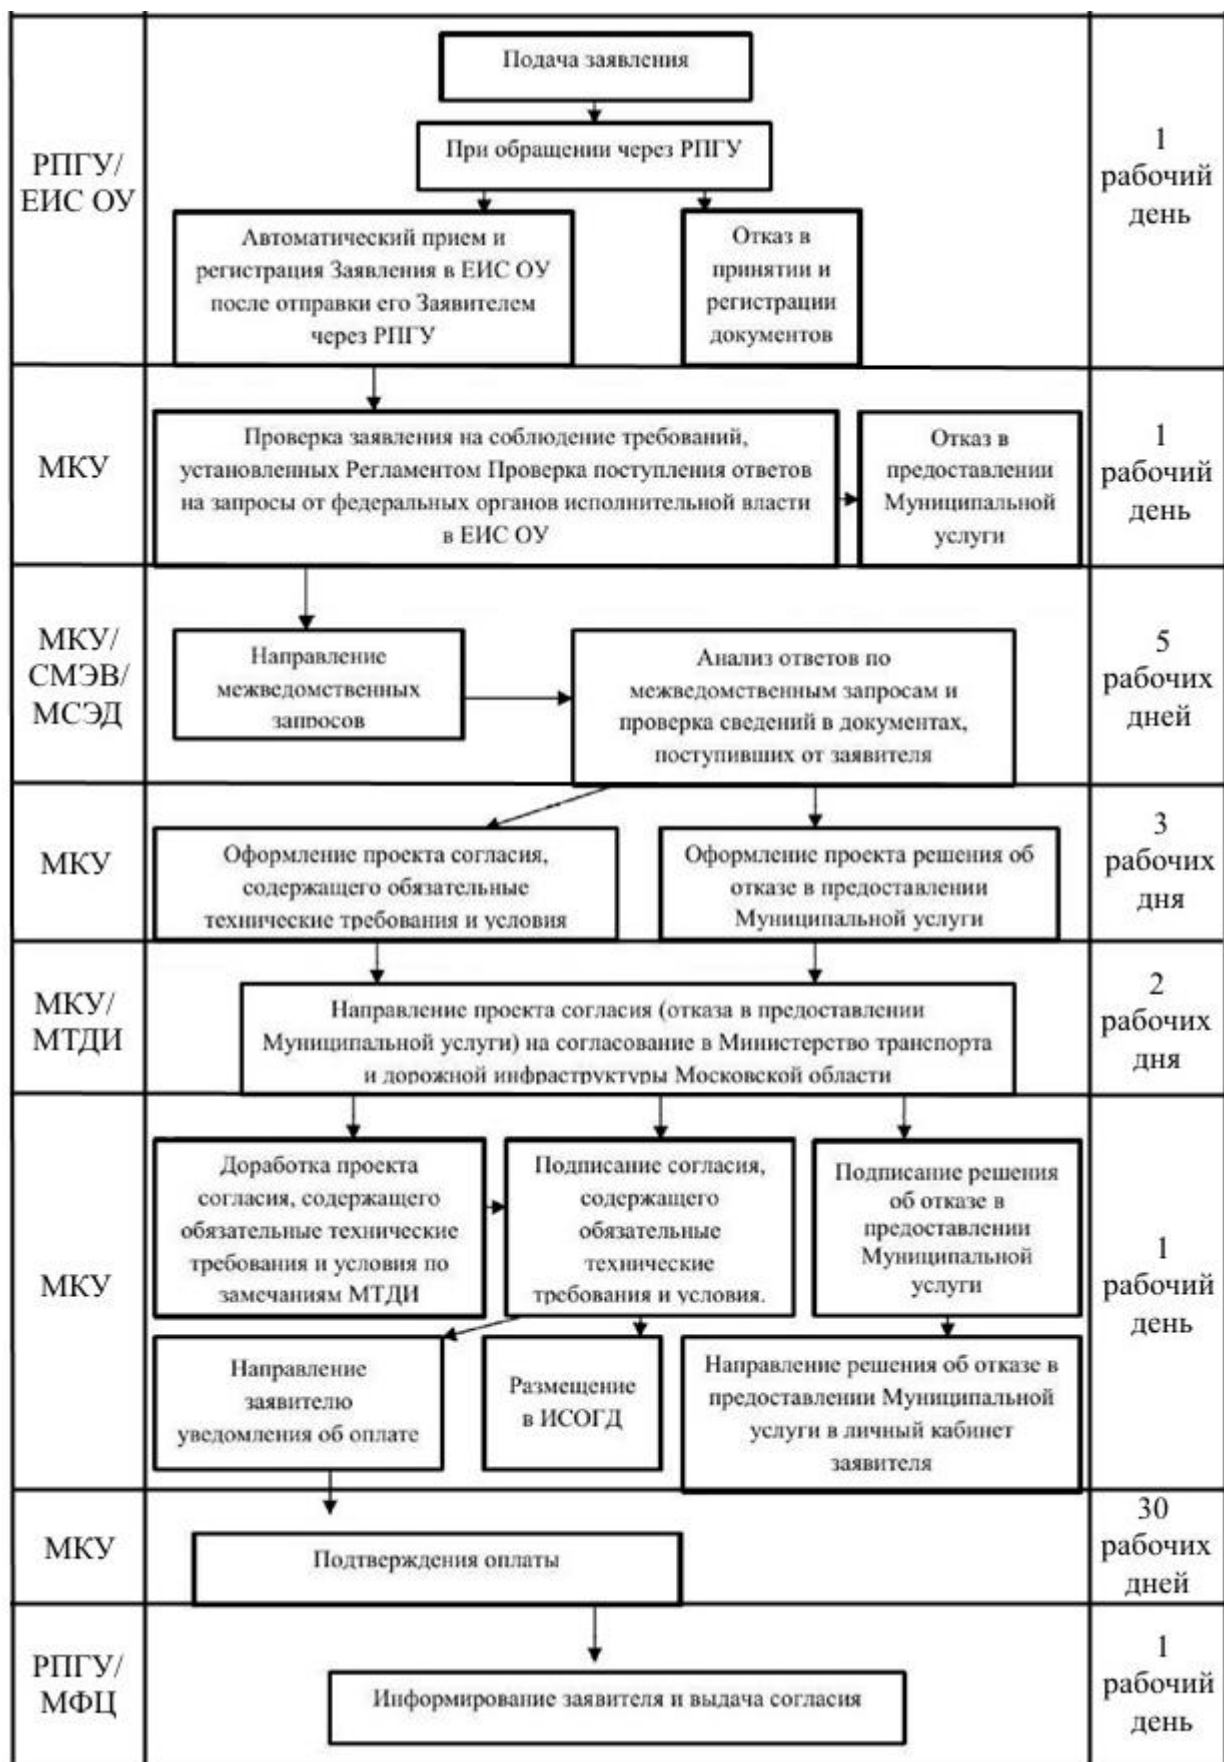 Подача заявления
При обращении через РПГУ
РПГУ/
ЕИС ОУ
1
рабочий
день
Автоматический прием и
регистрация Заявления в ЕИС ОУ
после отправки его Заявителем
через РПГУ
Отказ в
принятии и
регистрации
документов
МКУ
Проверка заявления на соблюдение требований,
установленных Регламентом Проверка поступления ответов
на запросы от федеральных органов исполнительной власти
в ЕИС ОУ
Отказ в
предоставлении
Муниципальной
услуги
1
рабочий
день
МКУ/
СМЭВ/
МСЭД
Направление
межведомственных
запросов
Анализ ответов по
межведомственным запросам и
проверка сведений в документах,
поступивших от заявителя
5
рабочих
дней
МКУ
Оформление проекта согласия,
содержащего обязательные
технические требования и условия
Оформление проекта решения об
отказе в предоставлении
Муниципальной услуги
3
рабочих
дня
МКУ/
МТДИ
Направление проекта согласия (отказа в предоставлении
Муниципальной услуги) на согласование в Министерство транспорта
и дорожной инфраструктуры Московской области
2
рабочих
дня
МКУ
Доработка проекта
согласия, содержащего
обязательные технические
требования и условия по
замечаниям МТДИ
Подписание согласия,
содержащего
обязательные
технические
требования и условия.
Подписание решения
об отказе в
предоставлении
Муниципальной
услуги
1
рабочий
день
Направление
заявителю
уведомления об оплате
Размещение
в ИСОГД
Направление решения об отказе в
предоставлении Муниципальной
услуги в личный кабинет
заявителя
МКУ
Подтверждения оплаты
30
рабочих
дней
РПГУ/
МФЦ
Информирование заявителя и выдача согласия
1
рабочий
день